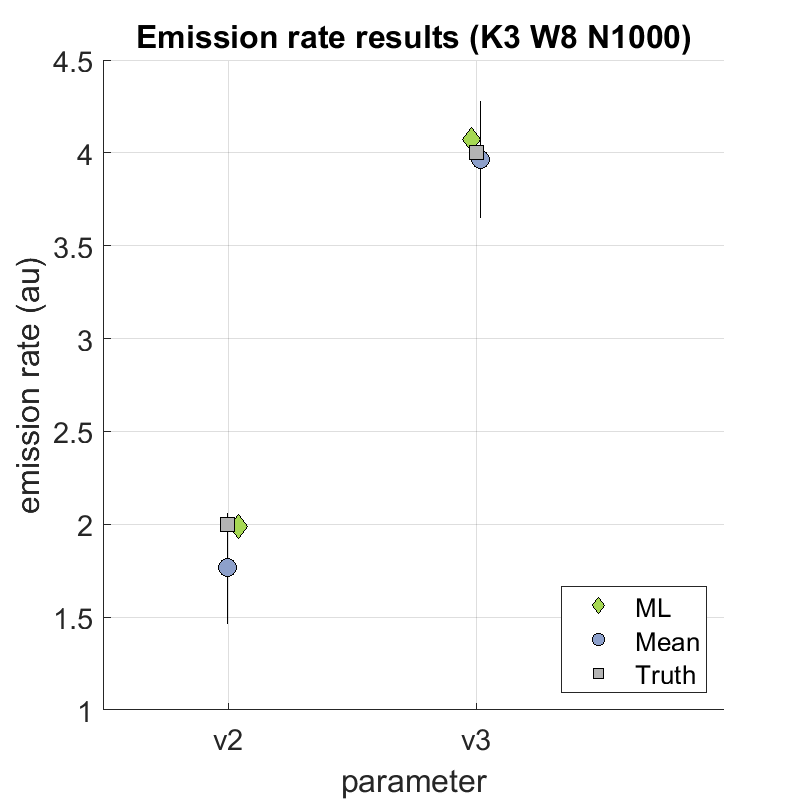 Emission rate results (K3 W8 N1000)
4.5
4
3.5
3
2.5
2
1.5
1
emission rate (au)
v2
v3
parameter
ML
Mean
Truth